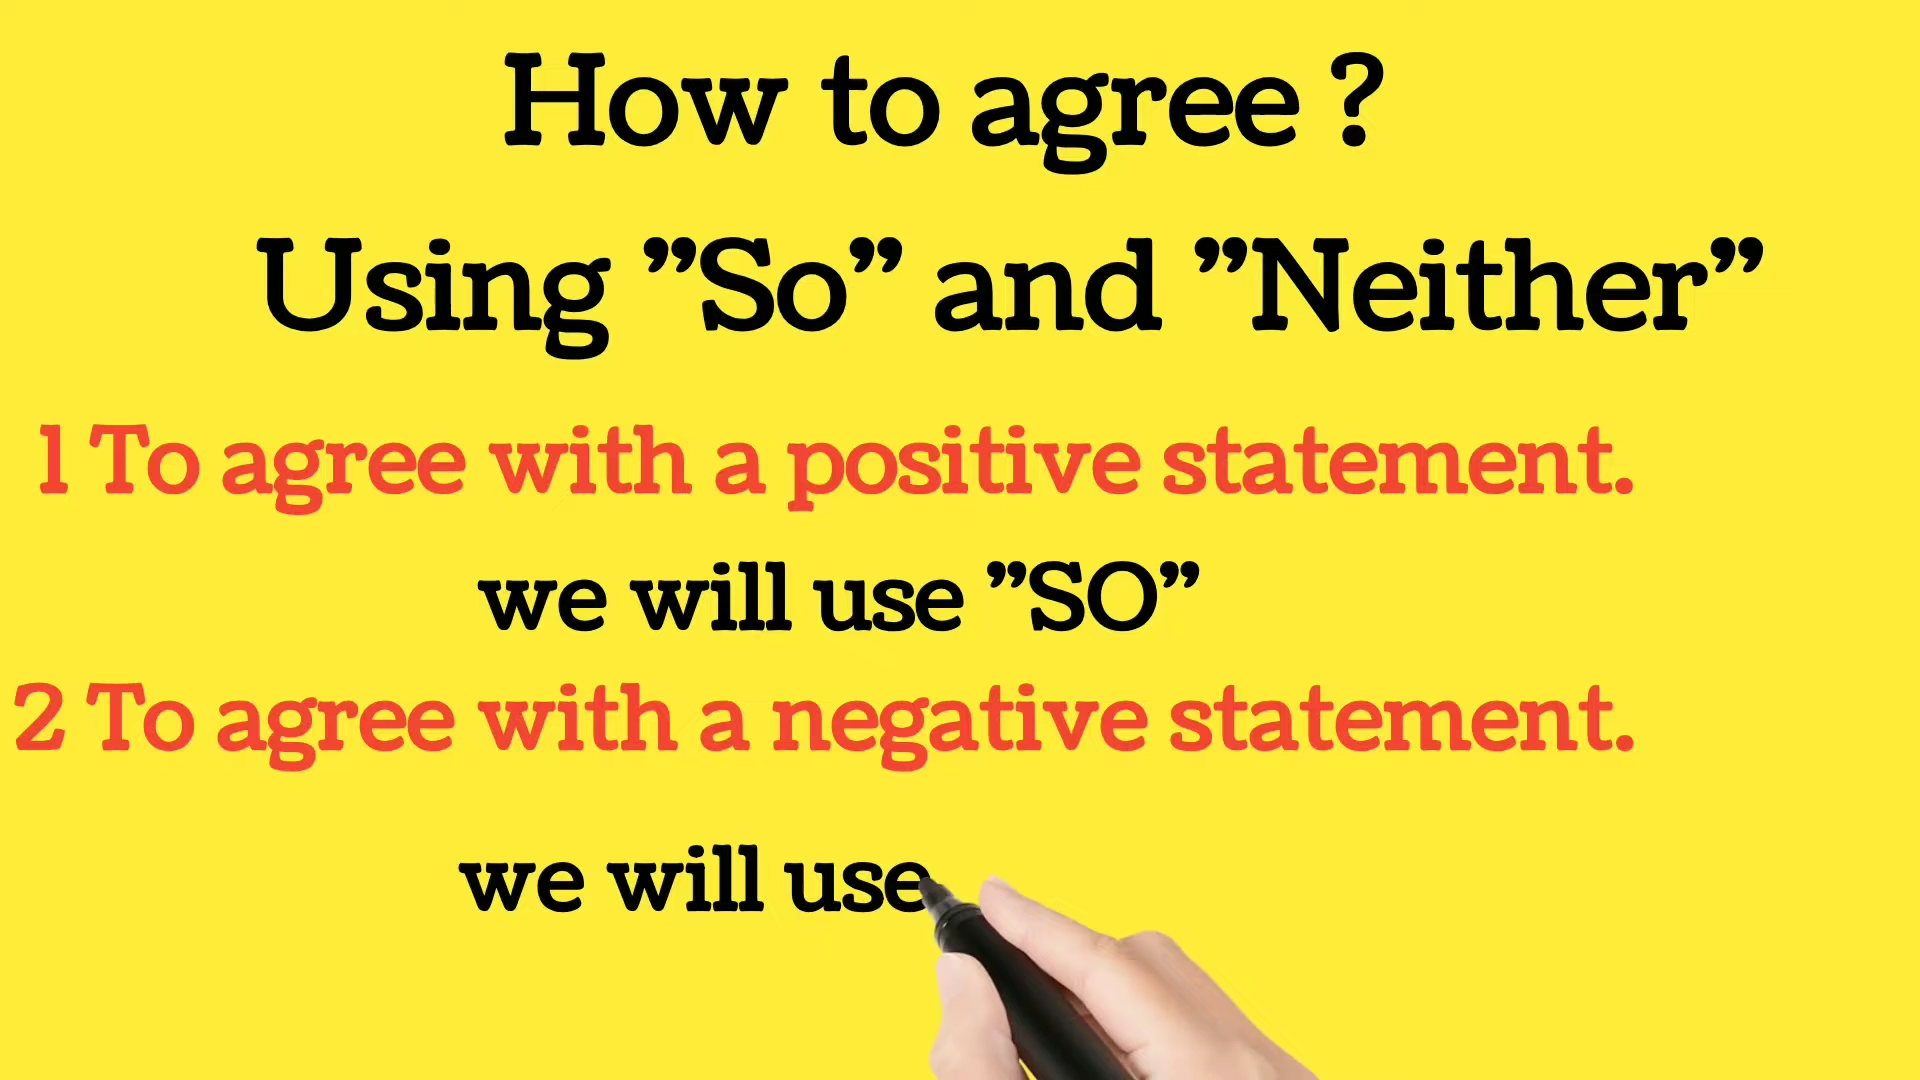 How to agree ?
Using ”So” and ”Neither”
1 To agree with a positive statement.
we will use ”SO”
2 To agree with a negative statement.
we will use